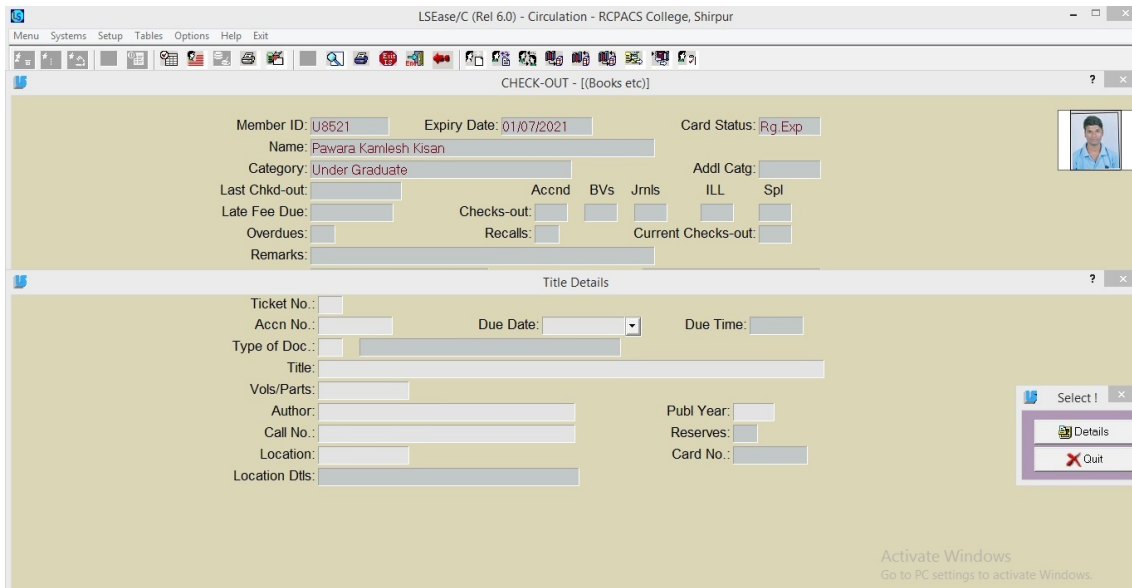 LSEase/C (Rel 6.0) - Circulation - RCPACS College, Shirpur
Menu Systems Setup Tables Options Help Exit
CHECK-OUT - [(Books etc)]
Member ID: U8521 Expiry Date: 01/07/2021 Card Status: Rg.Exp
Name: Pawara Kamlesh Kisan
Category: Under Graduate Addl Catg:
Last Chkd-out: Accnd BVs Jrnls ILL Spl
Late Fee Due: Checks-out:
Overdues: Recalls: Current Checks-out:
Remarks:
Title Details
Ticket No.:
Accn No.: Due Date: Due Time:
Type of Doc.:
Title:
Vols/Parts:
Author: Publ Year:
Call No.: Reserves:
Location: Card No.:
Location Dtls:
Select !
Details
Quit
Activate Windows
Go to PC settings to activate Windows.